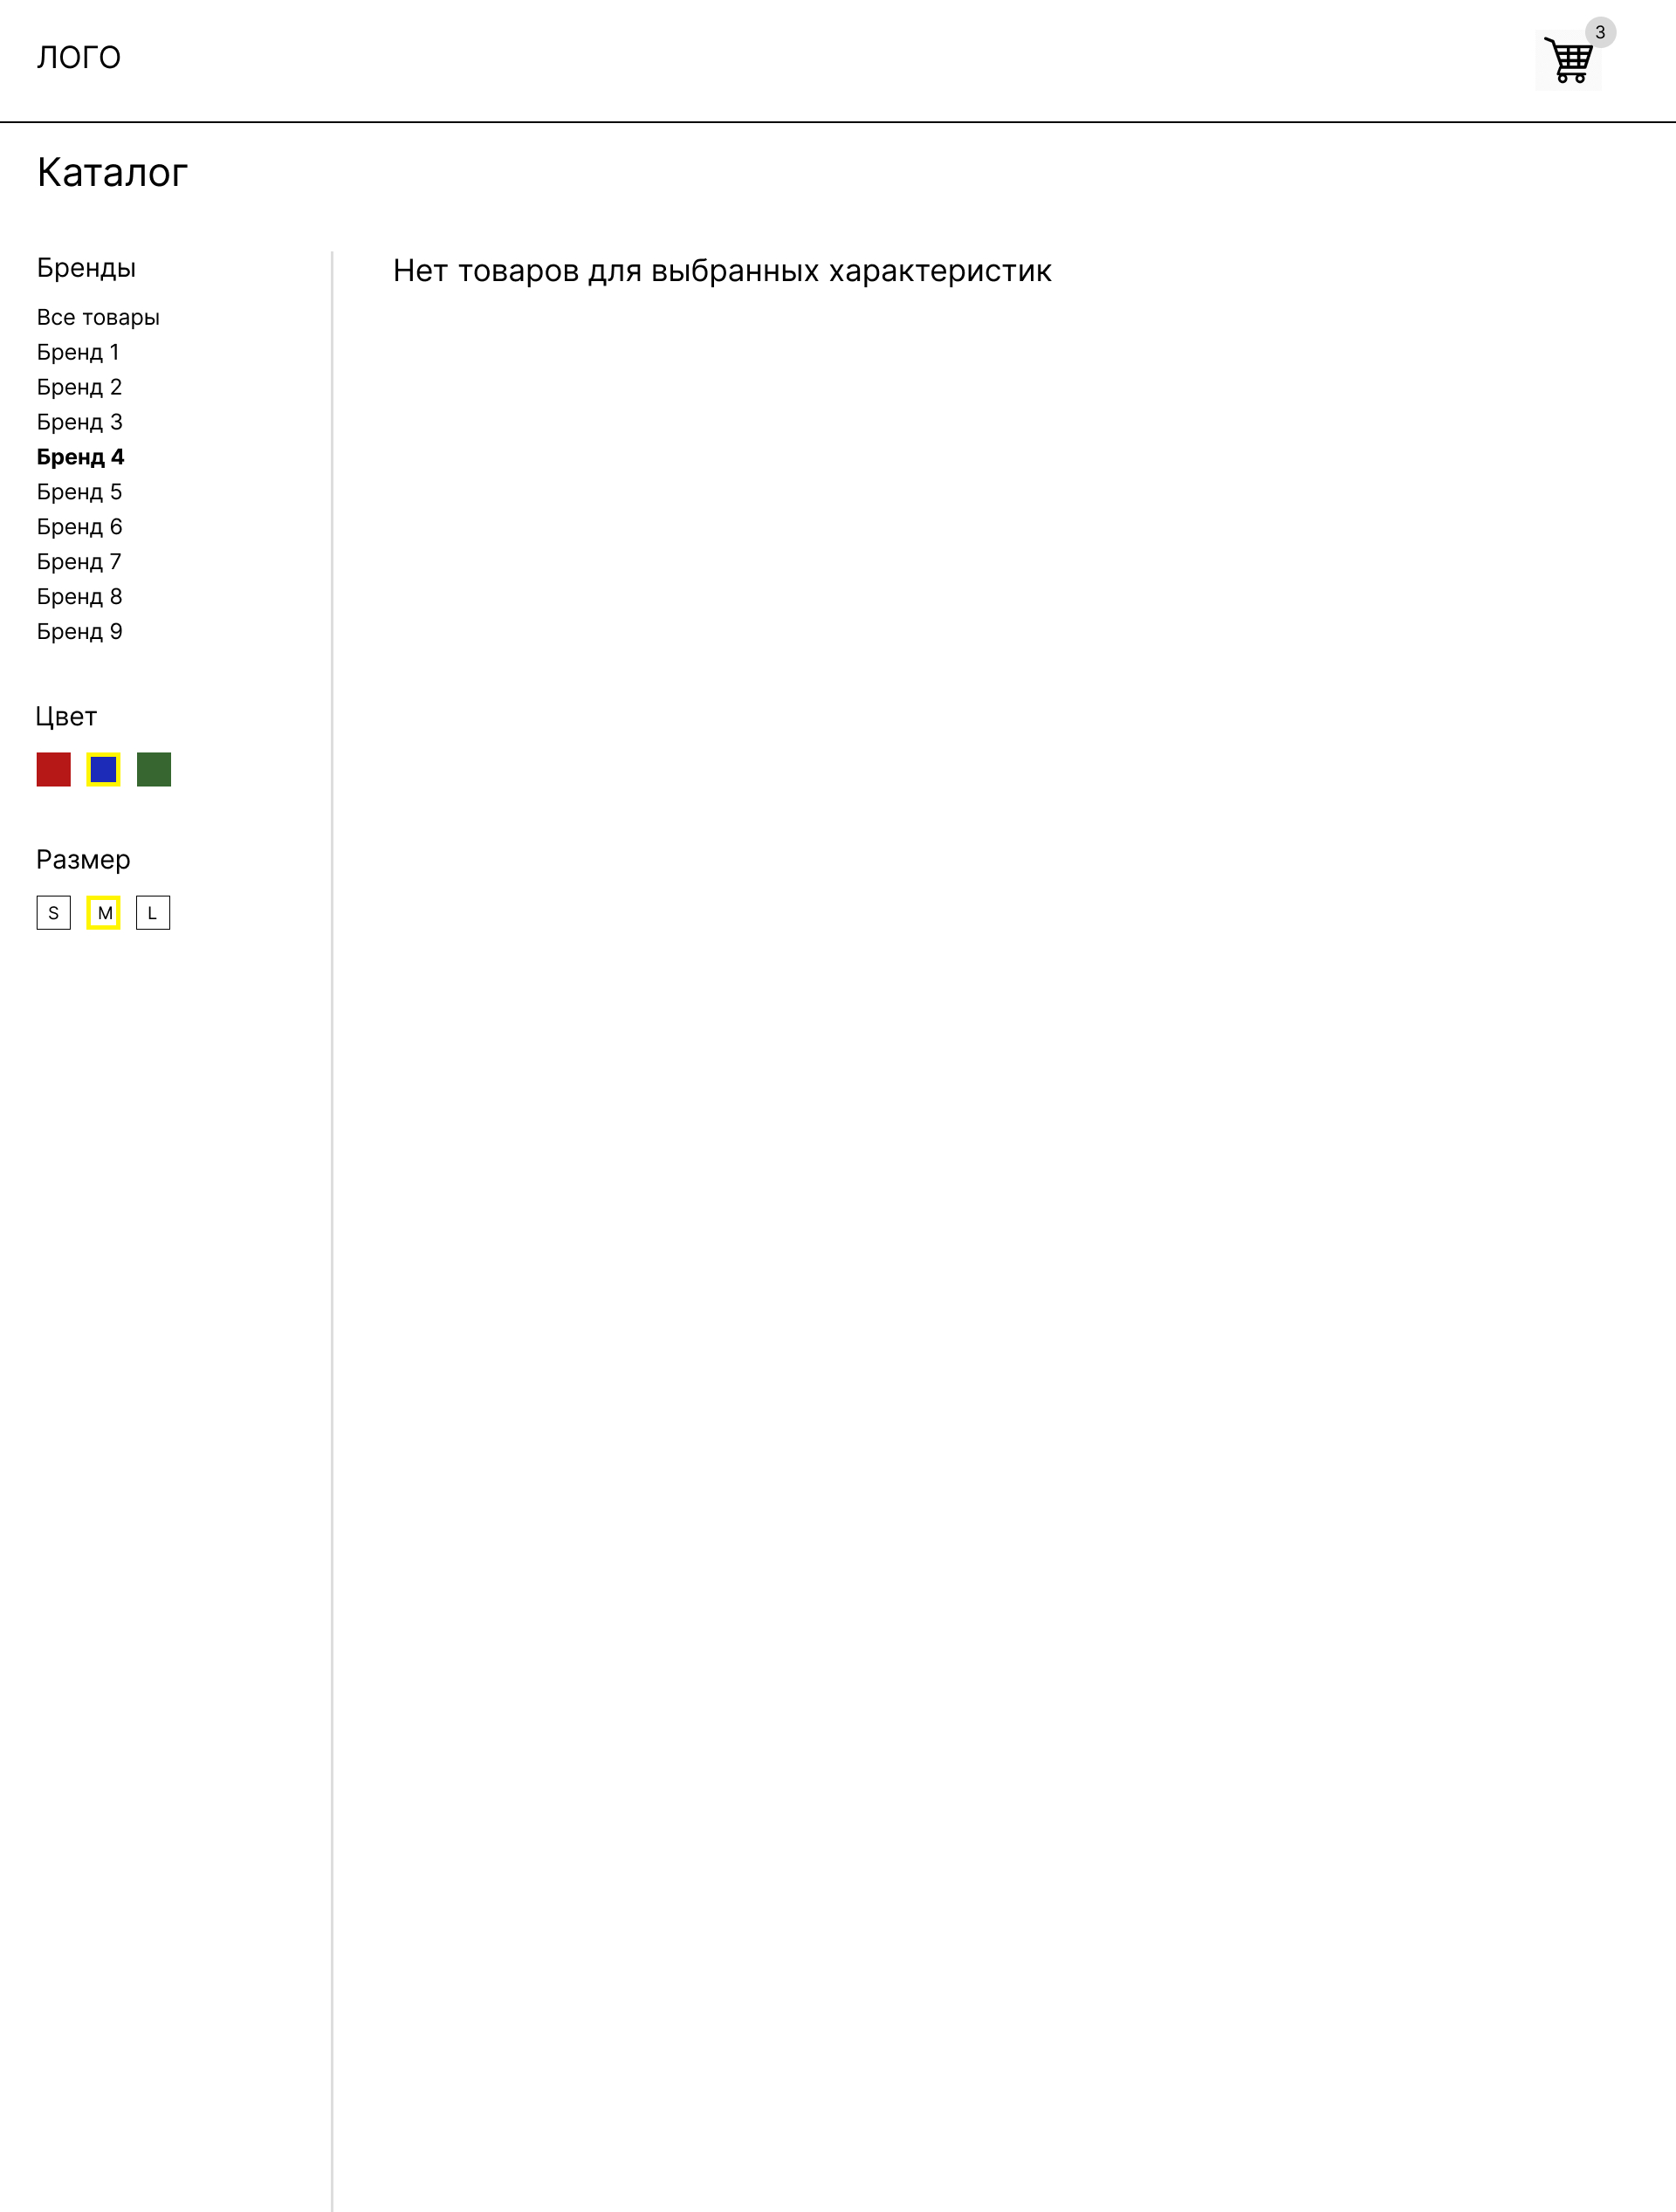 ЛОГО
3
Каталог
Бренды
Все товары
Бренд 1
Бренд 2
Бренд 3
Бренд 4
Бренд 5
Бренд 6
Бренд 7
Бренд 8
Бренд 9
Цвет
Размер
S M L
Нет товаров для выбранных характеристик